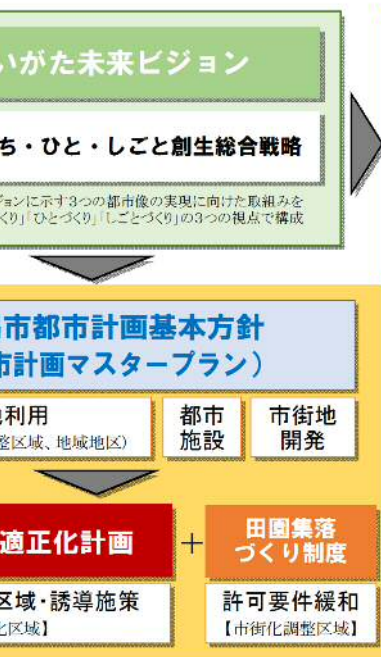 いがた未来ビジョン
ち・ひと・しごと創生総合戦略
ジョンに示す3つの都市像の実現に向けた取組みを
くり」「ひとづくり」「しごとづくり」の3つの視点で構成
市都市計画基本方針
市計画マスタープラン）
利用
都市
施設
市街地
開発
整区域、地域地区）
適正化計画
+
田園集落
づくり制度
区域・誘導施策
化区域】
許可要件緩和
【市街化調整区域】